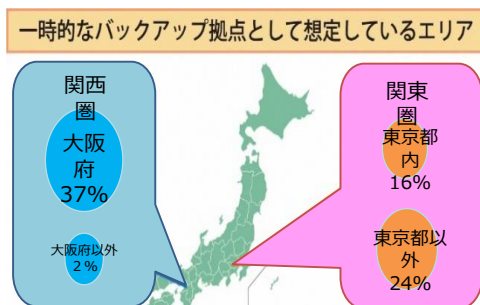 一時的なバックアップ拠点として想定しているエリア
関西
圏
大阪
府
37%
大阪府以外
2%
関東
圏
東京都
内
16%
東京都以
外
24%